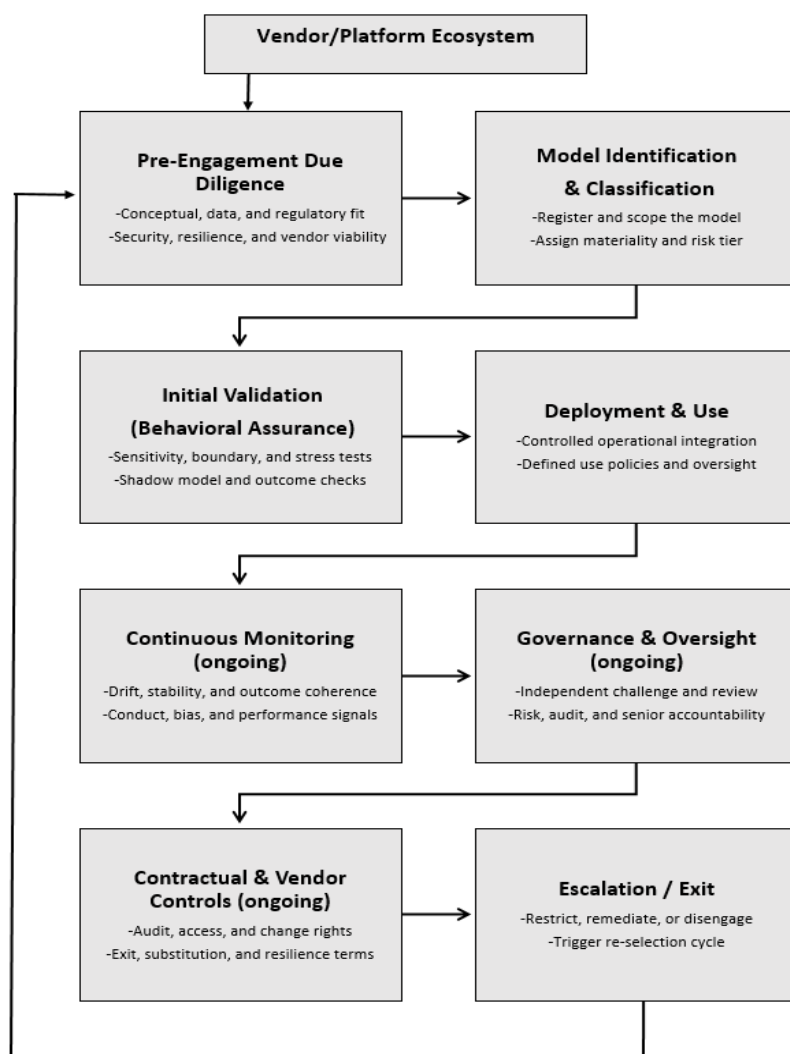 Vendor/Platform Ecosystem
Pre-Engagement Due
Diligence
-Conceptual, data, and regulatory fit
-Security, resilience, and vendor viability
Model Identification
& Classification
-Register and scope the model
-Assign materiality and risk tier
Initial Validation
(Behavioral Assurance)
-Sensitivity, boundary, and stress tests
-Shadow model and outcome checks
Deployment & Use
-Controlled operational integration
-Defined use policies and oversight
Continuous Monitoring
(ongoing)
-Drift, stability, and outcome coherence
-Conduct, bias, and performance signals
Governance & Oversight
(ongoing)
-Independent challenge and review
-Risk, audit, and senior accountability
Contractual & Vendor
Controls (ongoing)
-Audit, access, and change rights
-Exit, substitution, and resilience terms
Escalation / Exit
-Restrict, remediate, or disengage
-Trigger re-selection cycle